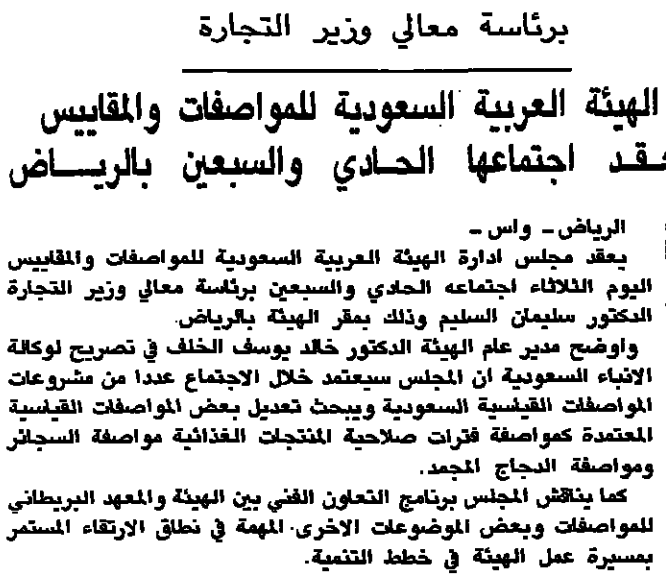 برئاسة معالي وزير التجارة
الهيئة العربية السعودية للمواصفات والمقاييس
اجتماعها الحادي والسبعين بالرياض
الرياض - واس -
يعقد مجلس ادارة الهيئة العربية السعودية للمواصفات والمقاييس
اليوم الثلاثاء اجتماعه الحادي والسبعين برئاسة معالي وزير التجارة
الدكتور سليمان السليم وذلك بمقر الهيئة بالرياض.
واوضح مدير عام الهيئة الدكتور خالد يوسف الخلف في تصريح لوكالة
الانباء السعودية ان المجلس سيعتمد خلال الاجتماع عددا من مشروعات
المواصفات القياسية السعودية ويبحث تعديل بعض المواصفات القياسية
المعتمدة كمواصفة فترات صلاحية المنتجات الغذائية مواصفة السجائر
ومواصفة الدجاج المجمد.
كما يناقش المجلس برنامج التعاون الفني بين الهيئة والمعهد البريطاني
للمواصفات وبعض الموضوعات الاخرى المهمة في نطاق الارتقاء المستمر
بمسيرة عمل الهيئة في خطط التنمية.